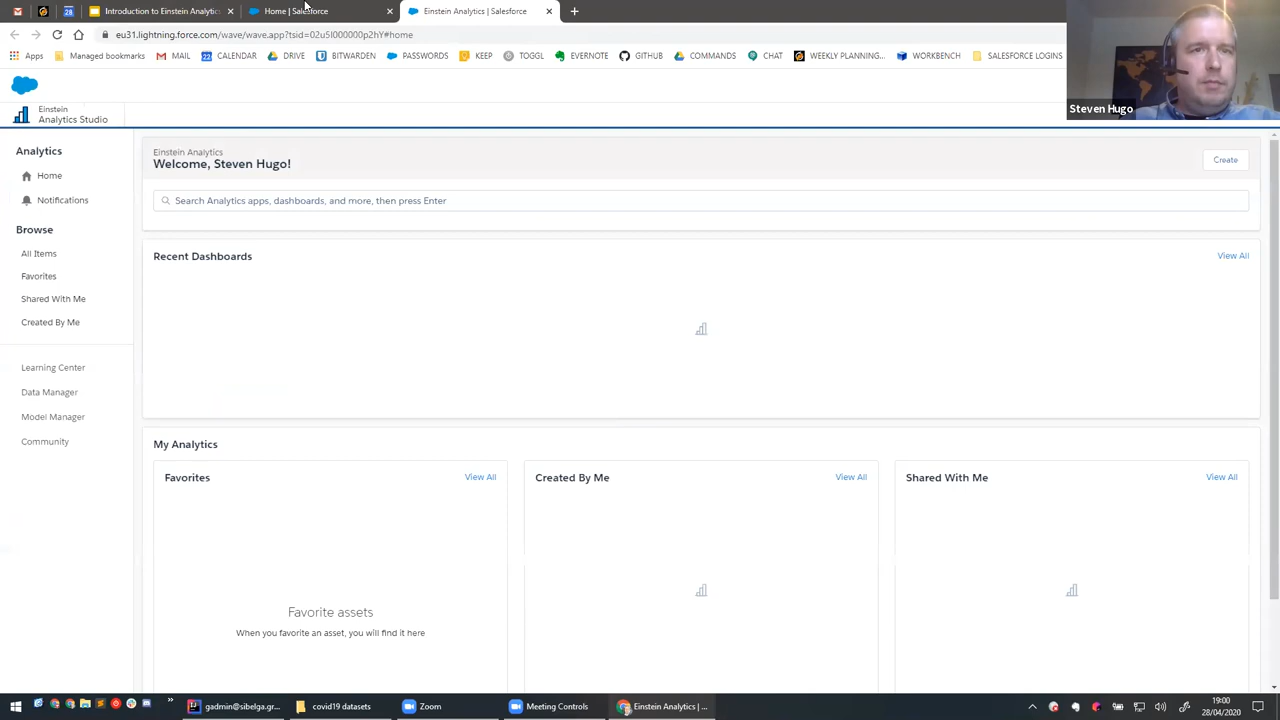 Introduction to Einstein Analytics
Home | Salesforce
Einstein Analytics | Salesforce
eu31.lightning.force.com/wave/wave.app?tsid=02u5I000000p2hY#home
Apps
Managed bookmarks
MAIL
CALENDAR
DRIVE
BITWARDEN
PASSWORDS
KEEP
TOGGL
EVERNOTE
GITHUB
COMMANDS
CHAT
WEEKLY PLANNING...
WORKBENCH
SALESFORCE LOGINS
Steven Hugo
Einstein
Analytics Studio
Analytics
Home
Notifications
Browse
All Items
Favorites
Shared With Me
Created By Me
Learning Center
Data Manager
Model Manager
Community
Einstein Analytics
Welcome, Steven Hugo!
Create
Search Analytics apps, dashboards, and more, then press Enter
Recent Dashboards
View All
My Analytics
Favorites
View All
Created By Me
View All
Shared With Me
View All
Favorite assets
When you favorite an asset, you will find it here
gadmin@sibelga.gr...
covid19 datasets
Zoom
Meeting Controls
Einstein Analytics | ...
19:00
28/04/2020